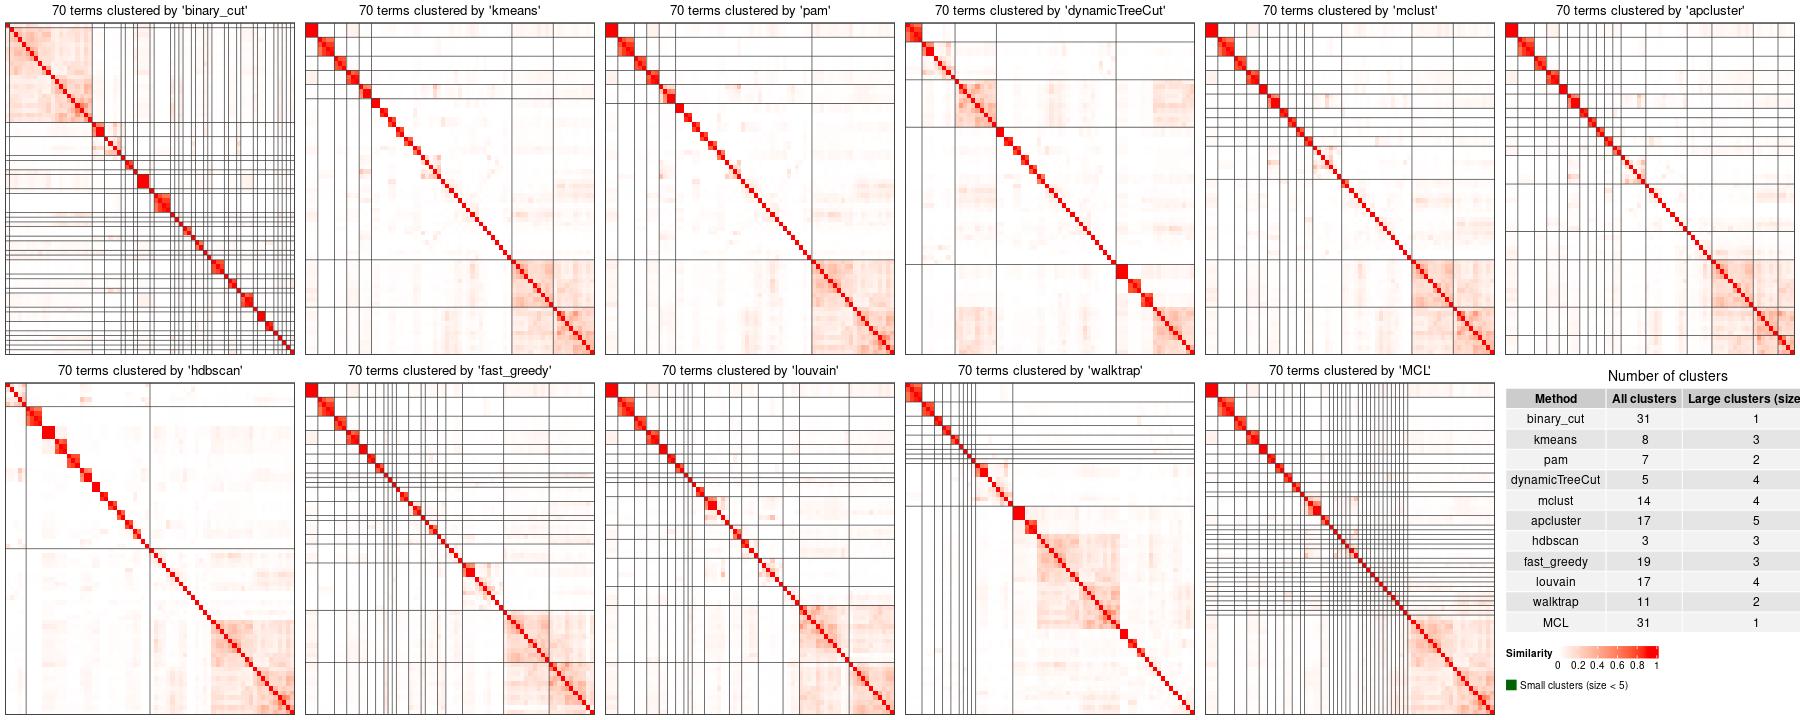 70 terms clustered by 'binary_cut'
70 terms clustered by 'kmeans'
70 terms clustered by 'pam'
70 terms clustered by 'dynamicTreeCut'
70 terms clustered by 'mclust'
70 terms clustered by 'apcluster'
70 terms clustered by 'hdbscan'
70 terms clustered by 'fast_greedy'
70 terms clustered by 'louvain'
70 terms clustered by 'walktrap'
70 terms clustered by 'MCL'
Number of clusters
Method All clusters Large clusters (size
binary_cut 31 1
kmeans 8 3
pam 7 2
dynamicTreeCut 5 4
mclust 14 4
apcluster 17 5
hdbscan 3 3
fast_greedy 19 3
louvain 17 4
walktrap 11 2
MCL 31 1
Similarity
0 0.2 0.4 0.6 0.8 1
Small clusters (size < 5)